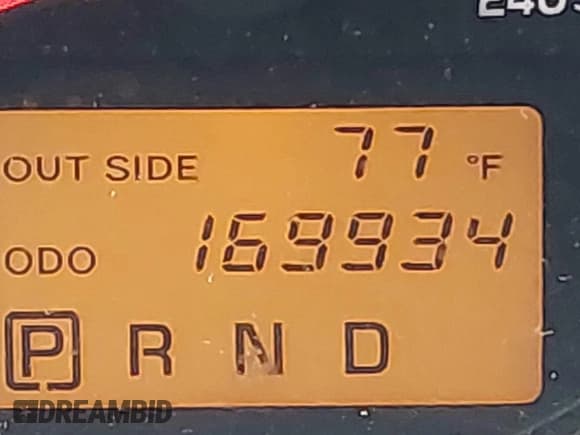 OUT SIDE 77 °F
ODO 169934
P R N D
DREAMBID